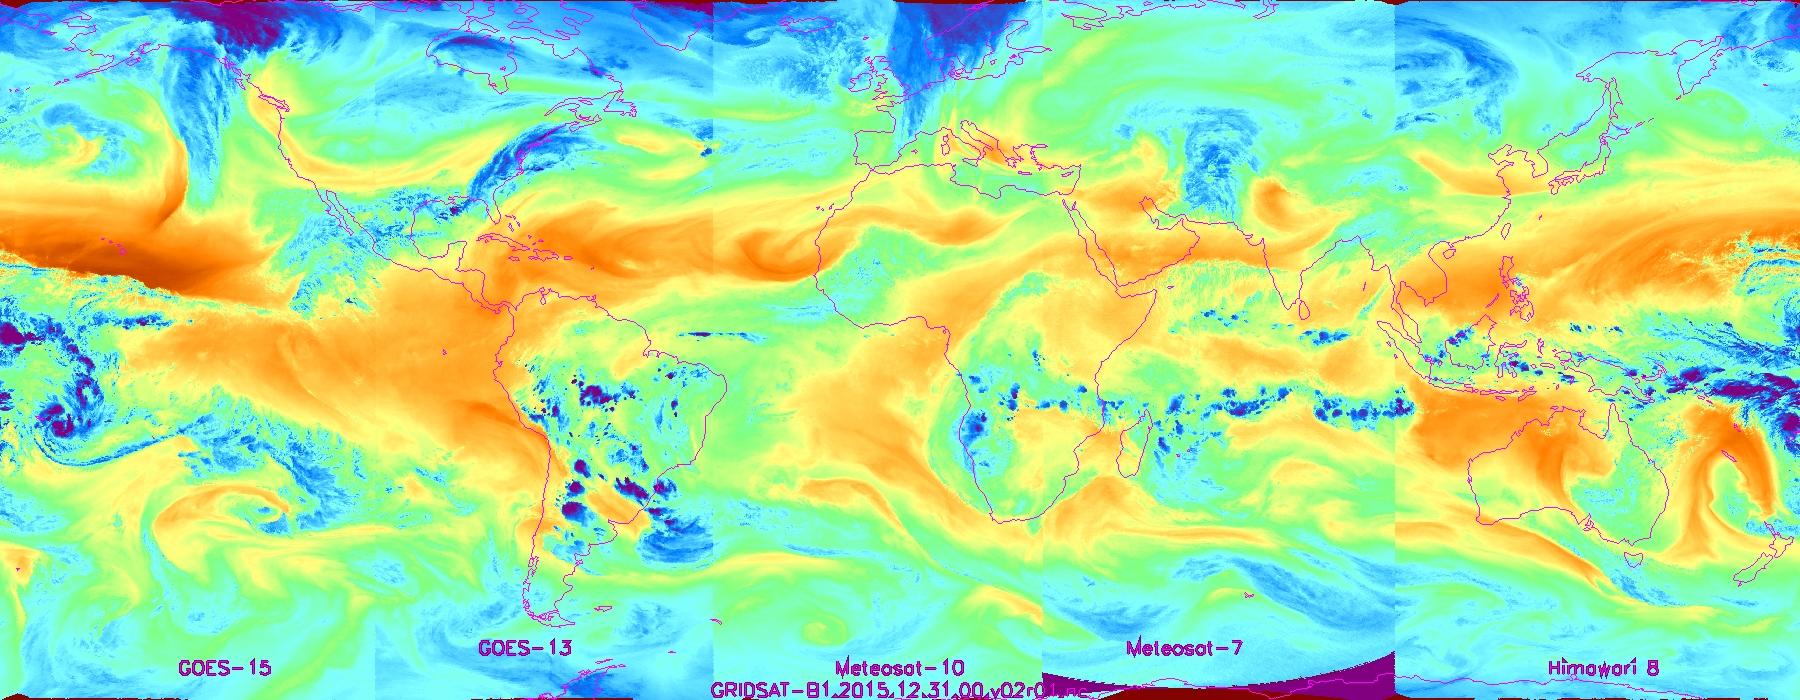 GOES-13
Meteosat-7
GOES-15
Meteosat-10
Himawari 8
GRIDSAT-B1.2015.12.31.00.v02r01.nc